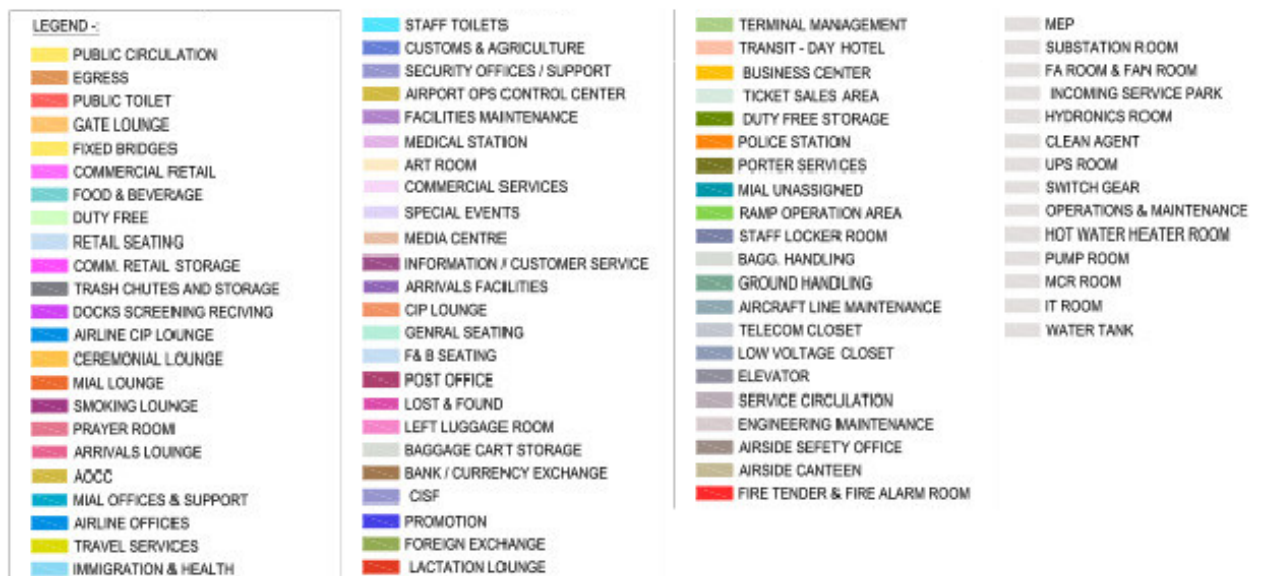 LEGEND -:
PUBLIC CIRCULATION
EGRESS
PUBLIC TOILET
GATE LOUNGE
FIXED BRIDGES
COMMERCIAL RETAIL
FOOD & BEVERAGE
DUTY FREE
RETAIL SEATING
COMM. RETAIL STORAGE
TRASH CHUTES AND STORAGE
DOCKS SCREENING RECIVING
AIRLINE CIP LOUNGE
CEREMONIAL LOUNGE
MIAL LOUNGE
SMOKING LOUNGE
PRAYER ROOM
ARRIVALS LOUNGE
AOCC
MIAL OFFICES & SUPPORT
AIRLINE OFFICES
TRAVEL SERVICES
IMMIGRATION & HEALTH
STAFF TOILETS
CUSTOMS & AGRICULTURE
SECURITY OFFICES / SUPPORT
AIRPORT OPS CONTROL CENTER
FACILITIES MAINTENANCE
MEDICAL STATION
ART ROOM
COMMERCIAL SERVICES
SPECIAL EVENTS
MEDIA CENTRE
INFORMATION / CUSTOMER SERVICE
ARRIVALS FACILITIES
CIP LOUNGE
GENRAL SEATING
F& B SEATING
POST OFFICE
LOST & FOUND
LEFT LUGGAGE ROOM
BAGGAGE CART STORAGE
BANK / CURRENCY EXCHANGE
CISF
PROMOTION
FOREIGN EXCHANGE
LACTATION LOUNGE
TERMINAL MANAGEMENT
TRANSIT - DAY HOTEL
BUSINESS CENTER
TICKET SALES AREA
DUTY FREE STORAGE
POLICE STATION
PORTER SERVICES
MIAL UNASSIGNED
RAMP OPERATION AREA
STAFF LOCKER ROOM
BAGG. HANDLING
GROUND HANDLING
AIRCRAFT LINE MAINTENANCE
TELECOM CLOSET
LOW VOLTAGE CLOSET
ELEVATOR
SERVICE CIRCULATION
ENGINEERING MAINTENANCE
AIRSIDE SEFETY OFFICE
AIRSIDE CANTEEN
FIRE TENDER & FIRE ALARM ROOM
MEP
SUBSTATION ROOM
FA ROOM & FAN ROOM
INCOMING SERVICE PARK
HYDRONICS ROOM
CLEAN AGENT
UPS ROOM
SWITCH GEAR
OPERATIONS & MAINTENANCE
HOT WATER HEATER ROOM
PUMP ROOM
MCR ROOM
IT ROOM
WATER TANK